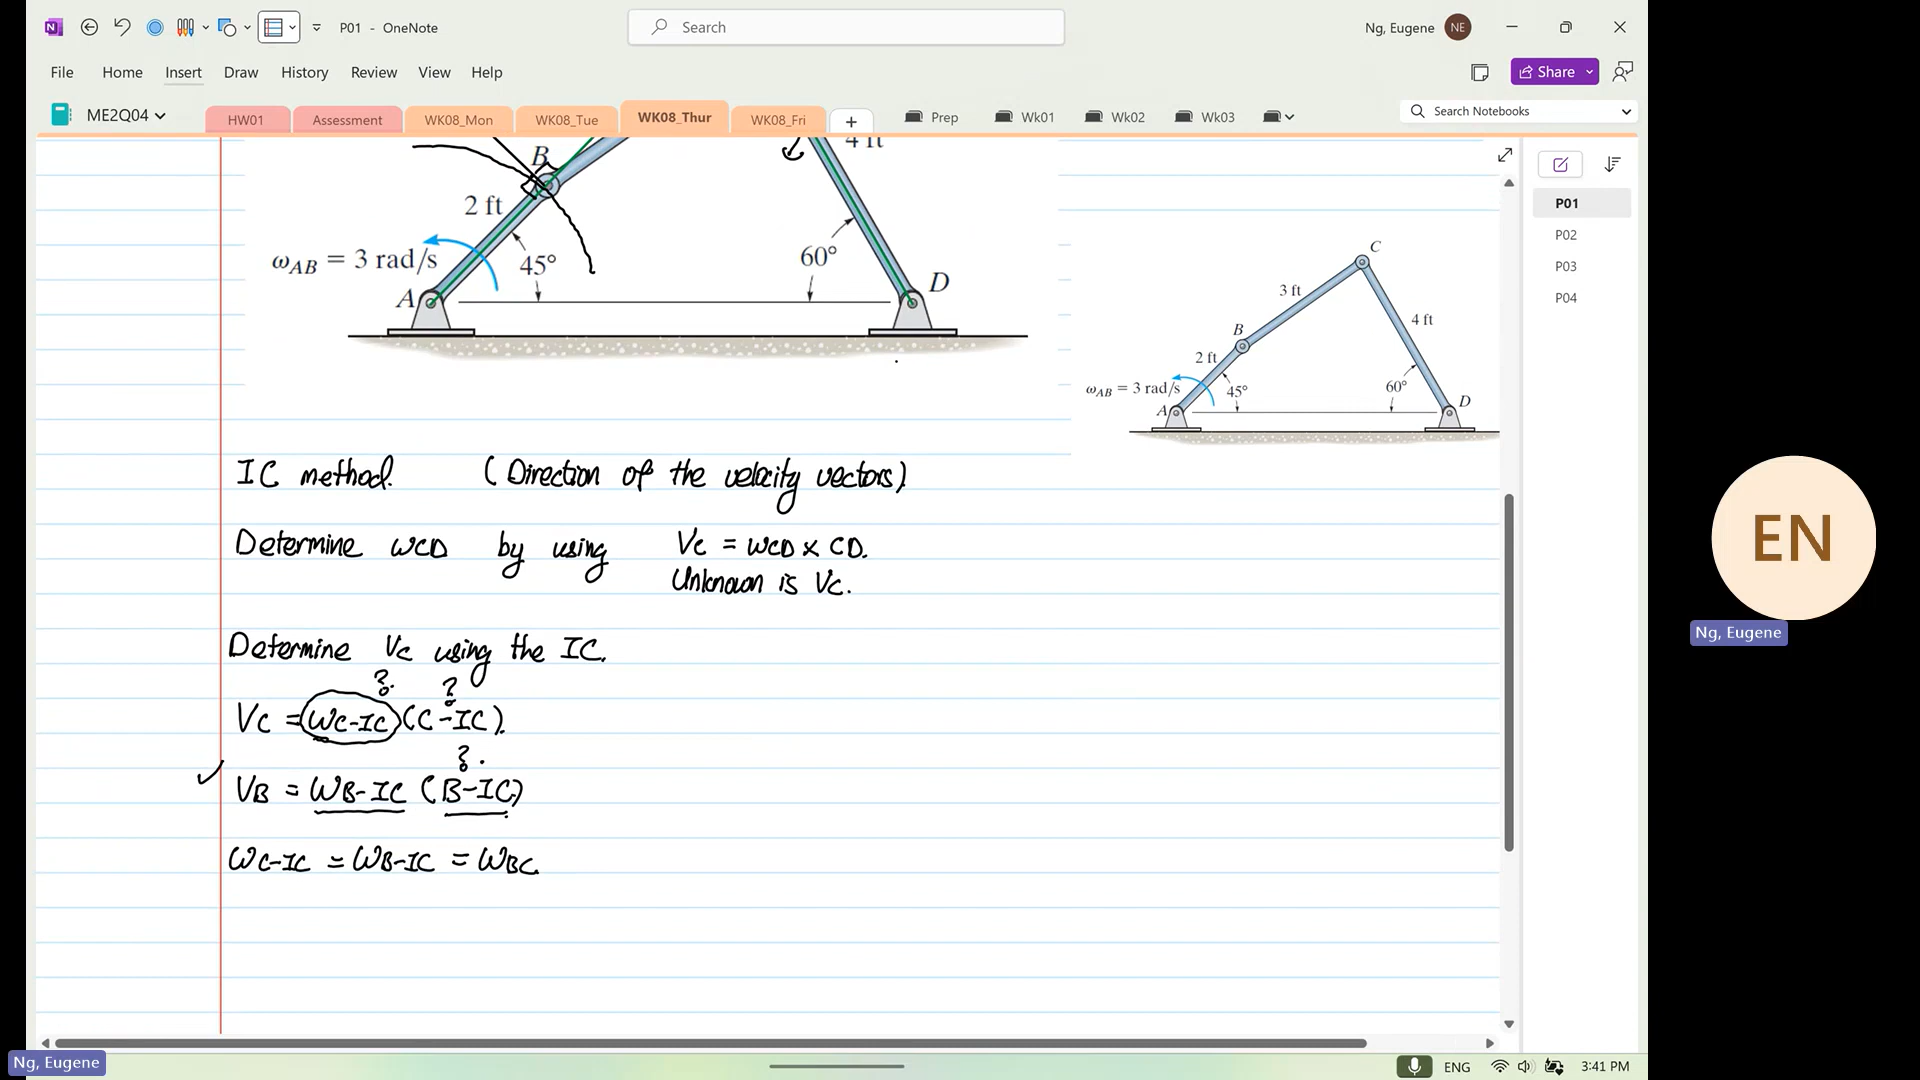 P01 - OneNote
Search
Ng, Eugene
NE
File
Home
Insert
Draw
History
Review
View
Help
Share
ME2Q04
HW01
Assessment
WK08_Mon
WK08_Tue
WK08_Thur
WK08_Fri
+
Prep
Wk01
Wk02
Wk03
Search Notebooks
P01
P02
P03
P04
B
4 ft
2 ft
ωAB = 3 rad/s
45°
60°
A
D
C
3 ft
B
4 ft
2 ft
ωAB = 3 rad/s
45°
60°
A
D
IC method. (Direction of the velocity vectors)
Determine ωCD by using VC = ωCD x CD.
Unknown is VC.
Determine VC using the IC.
? ?
VC = ωC-IC (C-IC).
?
✓ VB = ωB-IC (B-IC)
ωC-IC = ωB-IC = ωBC
EN
Ng, Eugene
Ng, Eugene
ENG
3:41 PM